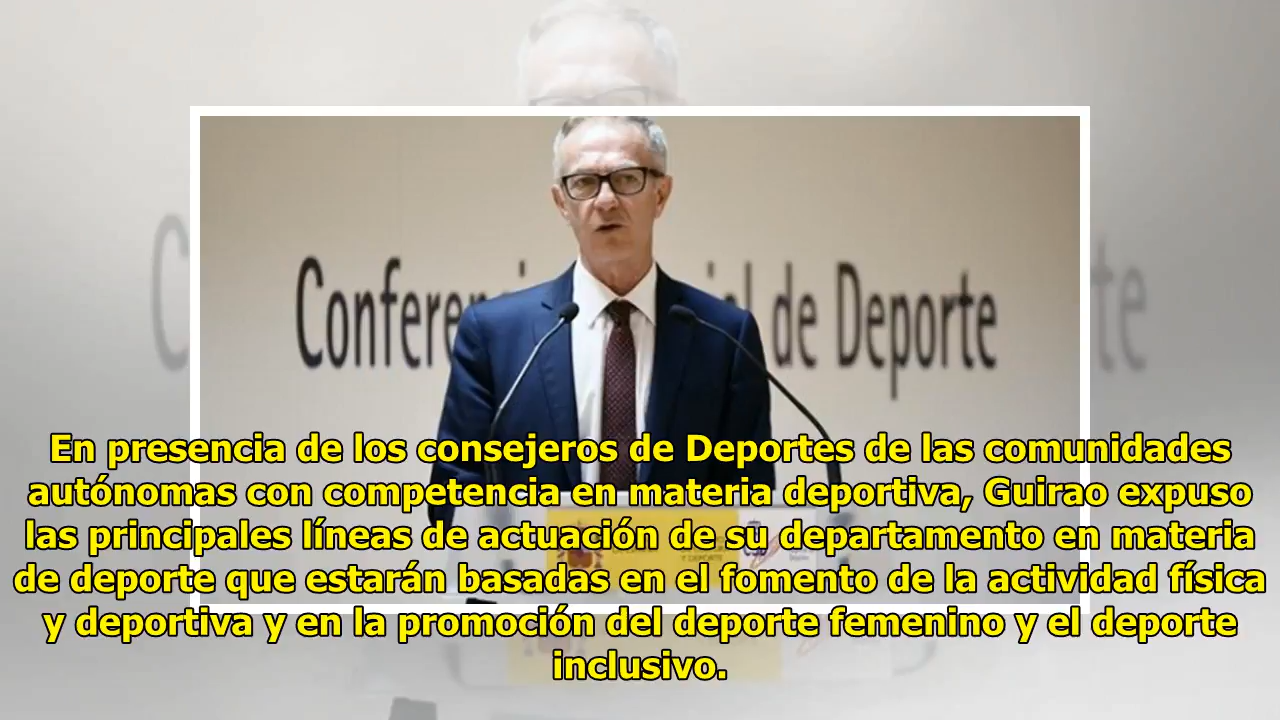 Conferen ial de Deporte
En presencia de los consejeros de Deportes de las comunidades
autónomas con competencia en materia deportiva, Guirao expuso
las principales líneas de actuación de su departamento en materia
de deporte que estarán basadas en el fomento de la actividad física
y deportiva y en la promoción del deporte femenino y el deporte
inclusivo.